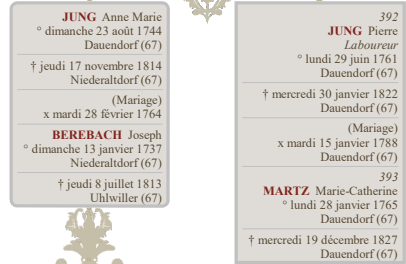 JUNG Anne Marie
° dimanche 23 août 1744
Dauendorf (67)
† jeudi 17 novembre 1814
Niederaltdorf (67)
(Mariage)
x mardi 28 février 1764
BEREBACH Joseph
° dimanche 13 janvier 1737
Niederaltdorf (67)
† jeudi 8 juillet 1813
Uhlwiller (67)
392
JUNG Pierre
Laboureur
° lundi 29 juin 1761
Dauendorf (67)
† mercredi 30 janvier 1822
Dauendorf (67)
(Mariage)
x mardi 15 janvier 1788
Dauendorf (67)
393
MARTZ Marie-Catherine
° lundi 28 janvier 1765
Dauendorf (67)
† mercredi 19 décembre 1827
Dauendorf (67)